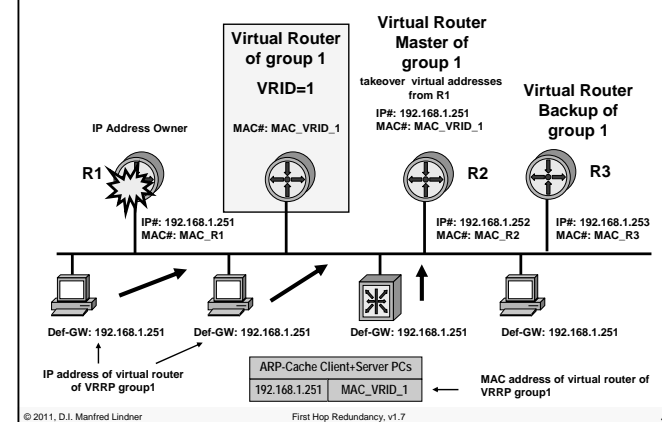 Virtual Router
of group 1
VRID=1
MAC#: MAC_VRID_1
Virtual Router
Master of
group 1
takeover virtual addresses
from R1
IP#: 192.168.1.251
MAC#: MAC_VRID_1
Virtual Router
Backup of
group 1
IP Address Owner
R1
R2
R3
IP#: 192.168.1.251
MAC#: MAC_R1
IP#: 192.168.1.252
MAC#: MAC_R2
IP#: 192.168.1.253
MAC#: MAC_R3
Def-GW: 192.168.1.251
Def-GW: 192.168.1.251
Def-GW: 192.168.1.251
Def-GW: 192.168.1.251
IP address of virtual router
of VRRP group1
ARP-Cache Client+Server PCs
192.168.1.251 MAC_VRID_1
MAC address of virtual router of
VRRP group1
© 2011, D.I. Manfred Lindner
First Hop Redundancy, v1.7